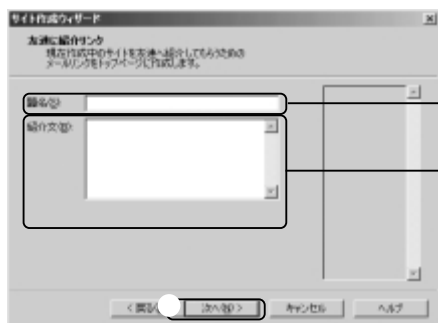 サイト作成ウィザード
友達に紹介リンク
現在作成中のサイトを友達へ紹介してもらうための
メールリンクをトップページに作成します。
題名(S):
紹介文(B):
< 戻る
次へ(N) >
キャンセル
ヘルプ